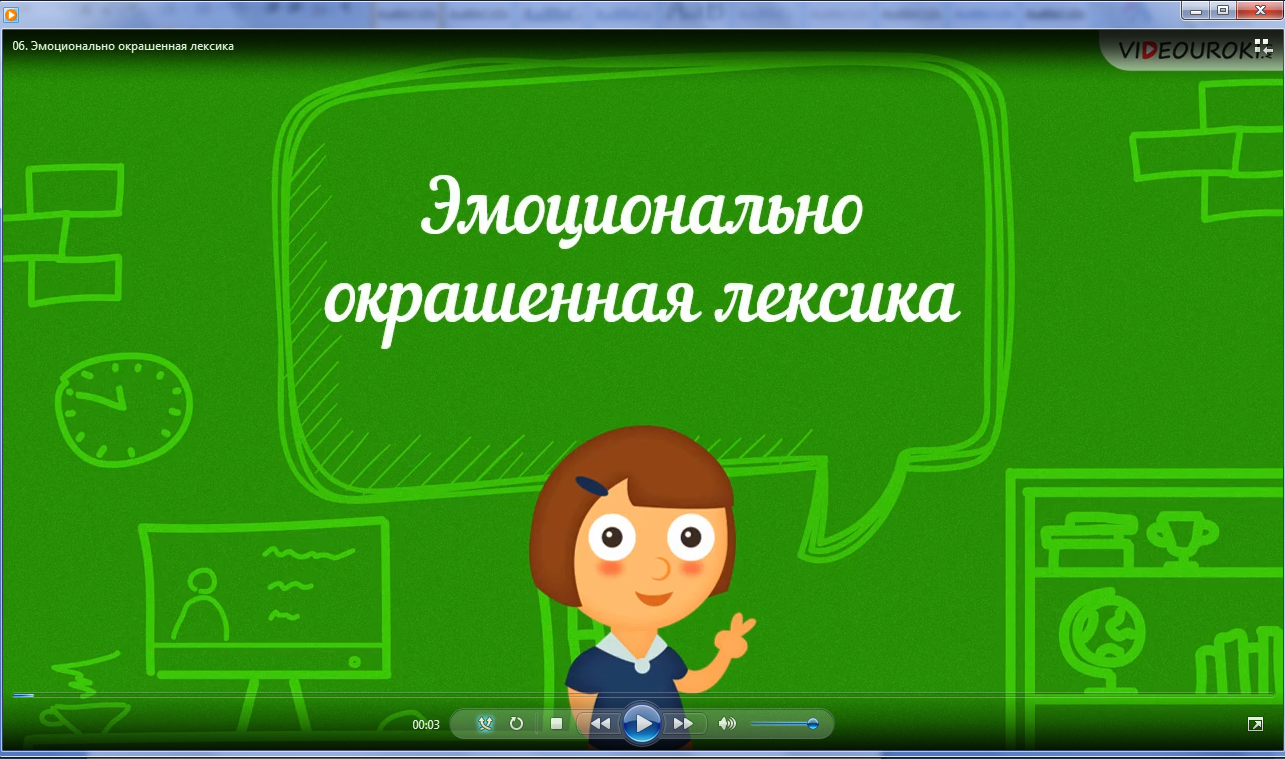 06. Эмоционально окрашенная лексика
VIDEOUROKI
Эмоционально
окрашенная лексика
00:03